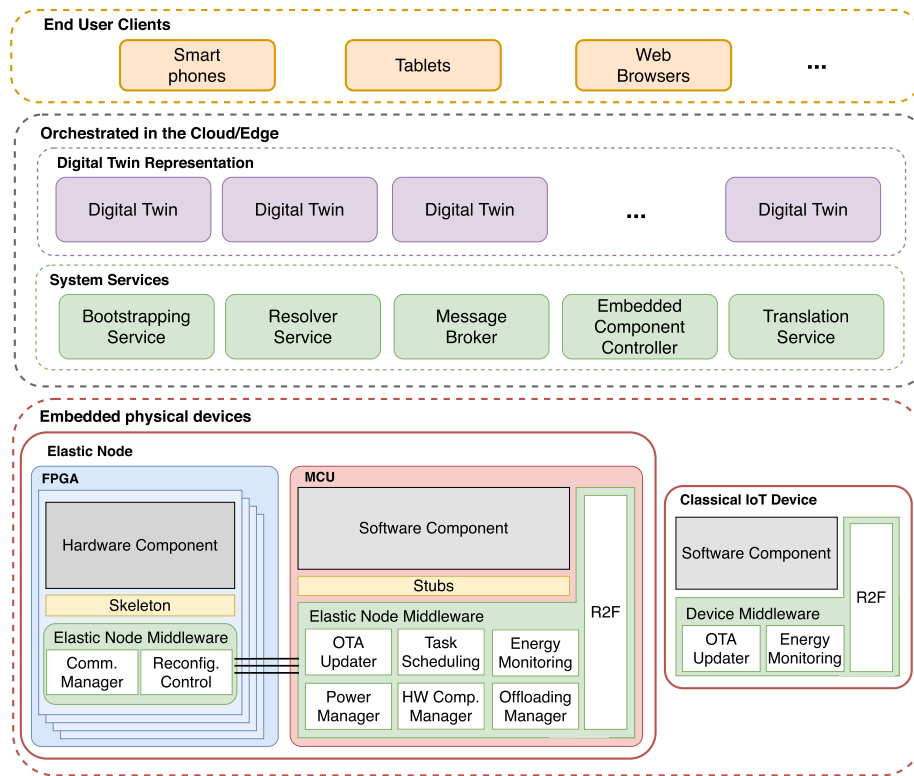 End User Clients
Smart
phones
Tablets
Web
Browsers
...
Orchestrated in the Cloud/Edge
Digital Twin Representation
Digital Twin
Digital Twin
Digital Twin
...
Digital Twin
System Services
Bootstrapping
Service
Resolver
Service
Message
Broker
Embedded
Component
Controller
Translation
Service
Embedded physical devices
Elastic Node
FPGA
Hardware Component
Skeleton
Elastic Node Middleware
Comm.
Manager
Reconfig.
Control
MCU
Software Component
Stubs
Elastic Node Middleware
OTA
Updater
Task
Scheduling
Energy
Monitoring
Power
Manager
HW Comp.
Manager
Offloading
Manager
R2F
Classical IoT Device
Software Component
Device Middleware
OTA
Updater
Energy
Monitoring
R2F